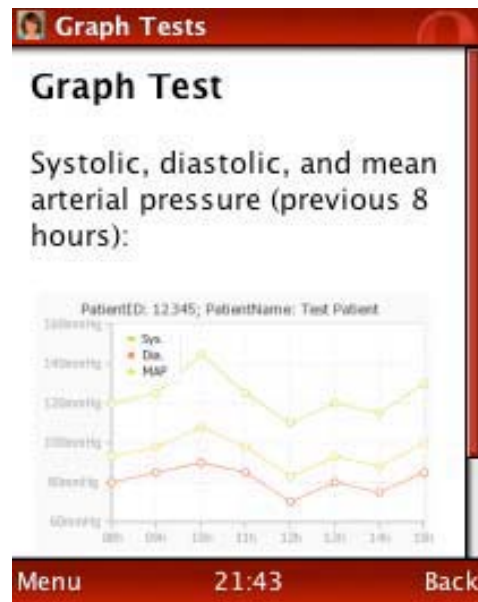 Graph Tests
Graph Test
Systolic, diastolic, and mean
arterial pressure (previous 8
hours):
PatientID: 12345; PatientName: Test Patient
160mmHg
Sys.
Dia.
MAP
140mmHg
120mmHg
100mmHg
80mmHg
60mmHg
08h 09h 10h 11h 12h 13h 14h 15h
Menu 21:43 Back